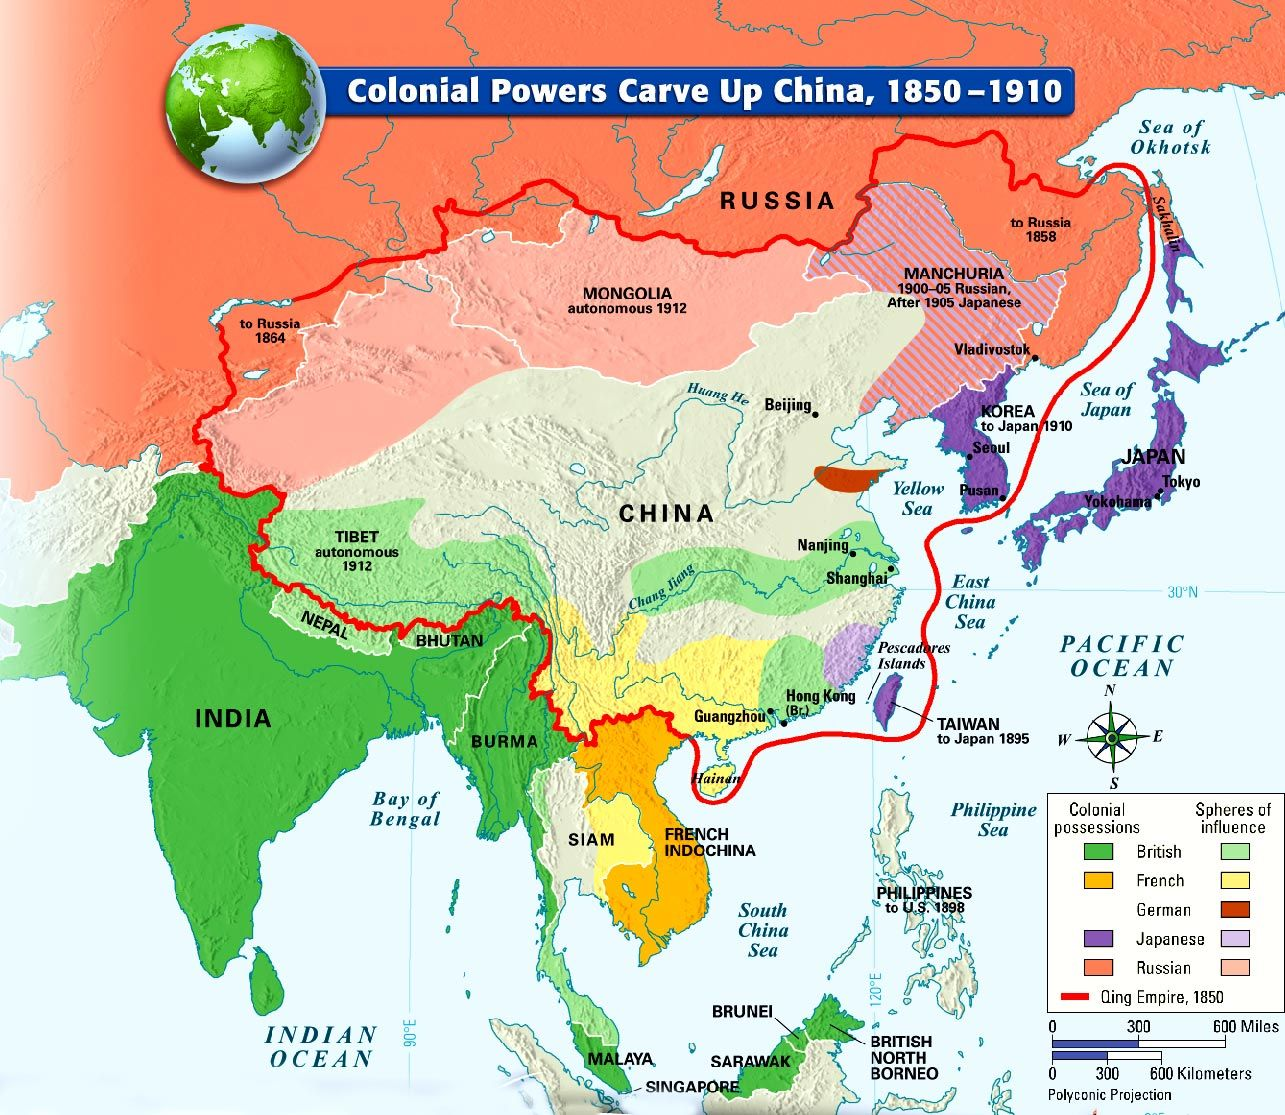 Colonial Powers Carve Up China, 1850–1910
Sea of
Okhotsk
RUSSIA
Sakhalin
to Russia
1858
MANCHURIA
1900–05 Russian,
After 1905 Japanese
MONGOLIA
autonomous 1912
to Russia
1864
Vladivostok
Huang He
Beijing
Sea of
Japan
KOREA
to Japan 1910
Seoul
JAPAN
Tokyo
Yokohama
Pusan
Yellow
Sea
CHINA
TIBET
autonomous
1912
Nanjing
Shanghai
Chang Jiang
East
China
Sea
30°N
NEPAL
BHUTAN
Pescadores
Islands
PACIFIC
OCEAN
N
W
E
S
INDIA
BURMA
Guangzhou
Hong Kong
(Br.)
TAIWAN
to Japan 1895
Hainan
Bay of
Bengal
SIAM
FRENCH
INDOCHINA
Philippine
Sea
PHILIPPINES
to U.S. 1898
South
China
Sea
120°E
90°E
INDIAN
OCEAN
BRUNEI
MALAYA
SARAWAK
SINGAPORE
BRITISH
NORTH
BORNEO
Colonial
possessions
Spheres of
influence
British
French
German
Japanese
Russian
Qing Empire, 1850
0 300 600 Miles
0 300 600 Kilometers
Polyconic Projection